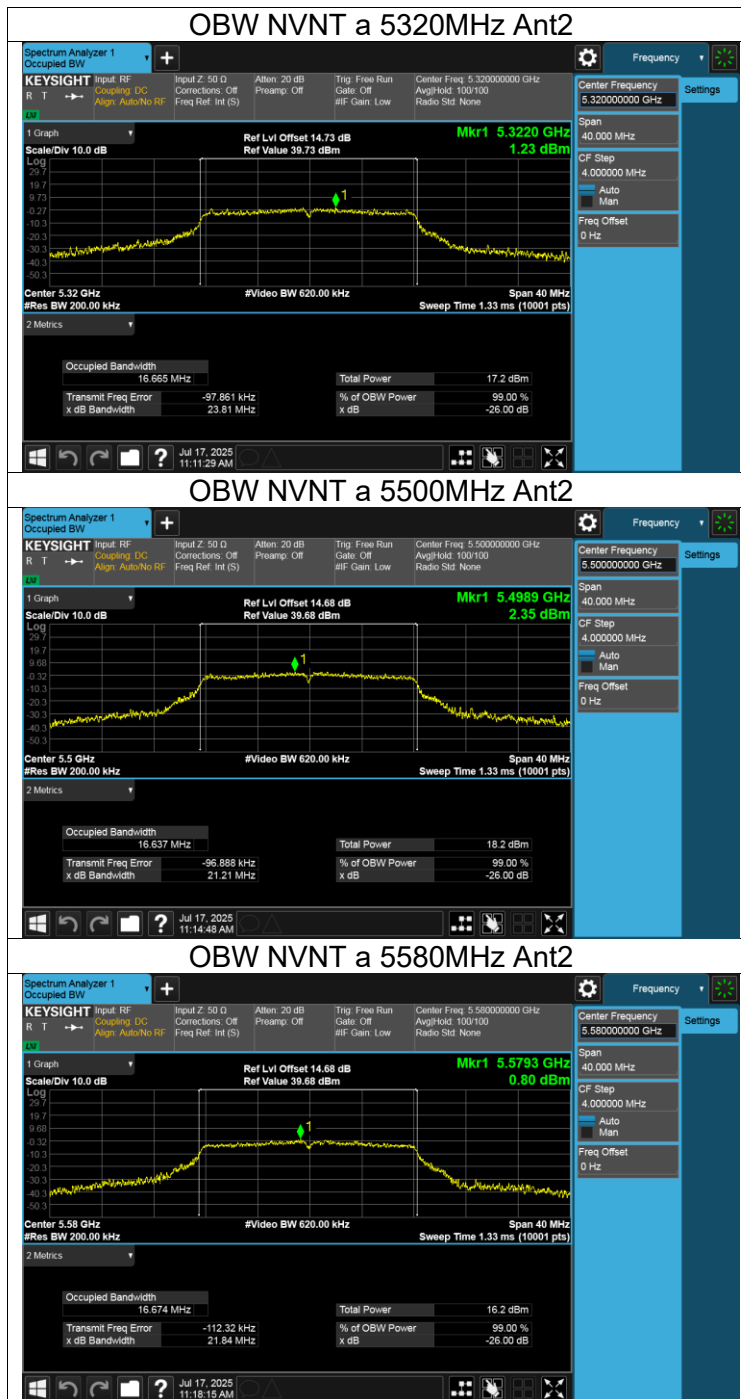 OBW NVNT a 5320MHz Ant2
Spectrum Analyzer 1
Occupied BW
Frequency
KEYSIGHT
R T
LXI
Input: RF
Coupling: DC
Align: Auto/No RF
Input Z: 50 Ω
Corrections: Off
Freq Ref: Int (S)
Atten: 20 dB
Preamp: Off
Trig: Free Run
Gate: Off
#IF Gain: Low
Center Freq: 5.320000000 GHz
Avg|Hold: 100/100
Radio Std: None
Center Frequency
5.320000000 GHz
Settings
Span
40.000 MHz
CF Step
4.000000 MHz
Auto
Man
Freq Offset
0 Hz
1 Graph
Scale/Div 10.0 dB
Ref Lvl Offset 14.73 dB
Ref Value 39.73 dBm
Mkr1 5.3220 GHz
1.23 dBm
Log
29.7
19.7
9.73
-0.27
-10.3
-20.3
-30.3
-40.3
-50.3
1
Center 5.32 GHz
#Res BW 200.00 kHz
#Video BW 620.00 kHz
Span 40 MHz
Sweep Time 1.33 ms (10001 pts)
2 Metrics
Occupied Bandwidth
16.665 MHz
Transmit Freq Error -97.861 kHz
x dB Bandwidth 23.81 MHz
Total Power 17.2 dBm
% of OBW Power 99.00 %
x dB -26.00 dB
?
Jul 17, 2025
11:11:29 AM
OBW NVNT a 5500MHz Ant2
Spectrum Analyzer 1
Occupied BW
Frequency
KEYSIGHT
R T
LXI
Input: RF
Coupling: DC
Align: Auto/No RF
Input Z: 50 Ω
Corrections: Off
Freq Ref: Int (S)
Atten: 20 dB
Preamp: Off
Trig: Free Run
Gate: Off
#IF Gain: Low
Center Freq: 5.500000000 GHz
Avg|Hold: 100/100
Radio Std: None
Center Frequency
5.500000000 GHz
Settings
Span
40.000 MHz
CF Step
4.000000 MHz
Auto
Man
Freq Offset
0 Hz
1 Graph
Scale/Div 10.0 dB
Ref Lvl Offset 14.68 dB
Ref Value 39.68 dBm
Mkr1 5.4989 GHz
2.35 dBm
Log
29.7
19.7
9.68
-0.32
-10.3
-20.3
-30.3
-40.3
-50.3
1
Center 5.5 GHz
#Res BW 200.00 kHz
#Video BW 620.00 kHz
Span 40 MHz
Sweep Time 1.33 ms (10001 pts)
2 Metrics
Occupied Bandwidth
16.637 MHz
Transmit Freq Error -96.888 kHz
x dB Bandwidth 21.21 MHz
Total Power 18.2 dBm
% of OBW Power 99.00 %
x dB -26.00 dB
?
Jul 17, 2025
11:14:48 AM
OBW NVNT a 5580MHz Ant2
Spectrum Analyzer 1
Occupied BW
Frequency
KEYSIGHT
R T
LXI
Input: RF
Coupling: DC
Align: Auto/No RF
Input Z: 50 Ω
Corrections: Off
Freq Ref: Int (S)
Atten: 20 dB
Preamp: Off
Trig: Free Run
Gate: Off
#IF Gain: Low
Center Freq: 5.580000000 GHz
Avg|Hold: 100/100
Radio Std: None
Center Frequency
5.580000000 GHz
Settings
Span
40.000 MHz
CF Step
4.000000 MHz
Auto
Man
Freq Offset
0 Hz
1 Graph
Scale/Div 10.0 dB
Ref Lvl Offset 14.68 dB
Ref Value 39.68 dBm
Mkr1 5.5793 GHz
0.80 dBm
Log
29.7
19.7
9.68
-0.32
-10.3
-20.3
-30.3
-40.3
-50.3
1
Center 5.58 GHz
#Res BW 200.00 kHz
#Video BW 620.00 kHz
Span 40 MHz
Sweep Time 1.33 ms (10001 pts)
2 Metrics
Occupied Bandwidth
16.674 MHz
Transmit Freq Error -112.32 kHz
x dB Bandwidth 21.84 MHz
Total Power 16.2 dBm
% of OBW Power 99.00 %
x dB -26.00 dB
?
Jul 17, 2025
11:18:15 AM